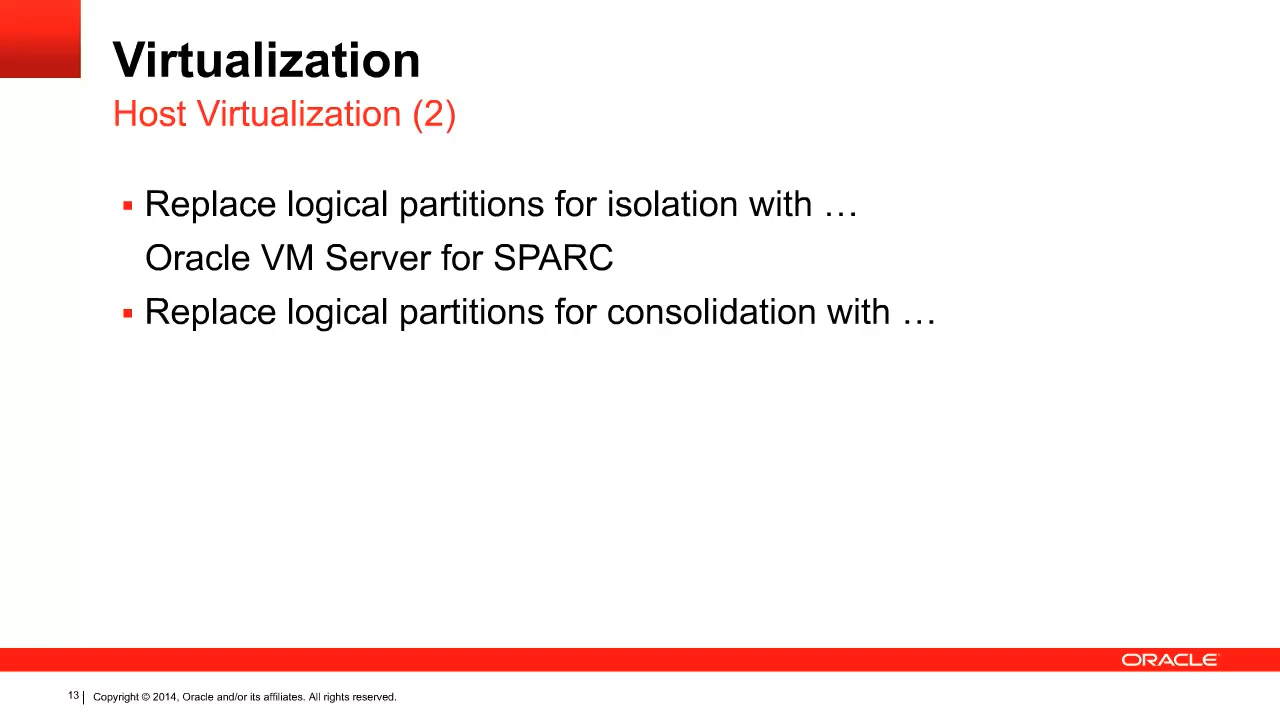 Virtualization
Host Virtualization (2)
▪ Replace logical partitions for isolation with …
Oracle VM Server for SPARC
▪ Replace logical partitions for consolidation with …
ORACLE
13 | Copyright © 2014, Oracle and/or its affiliates. All rights reserved.